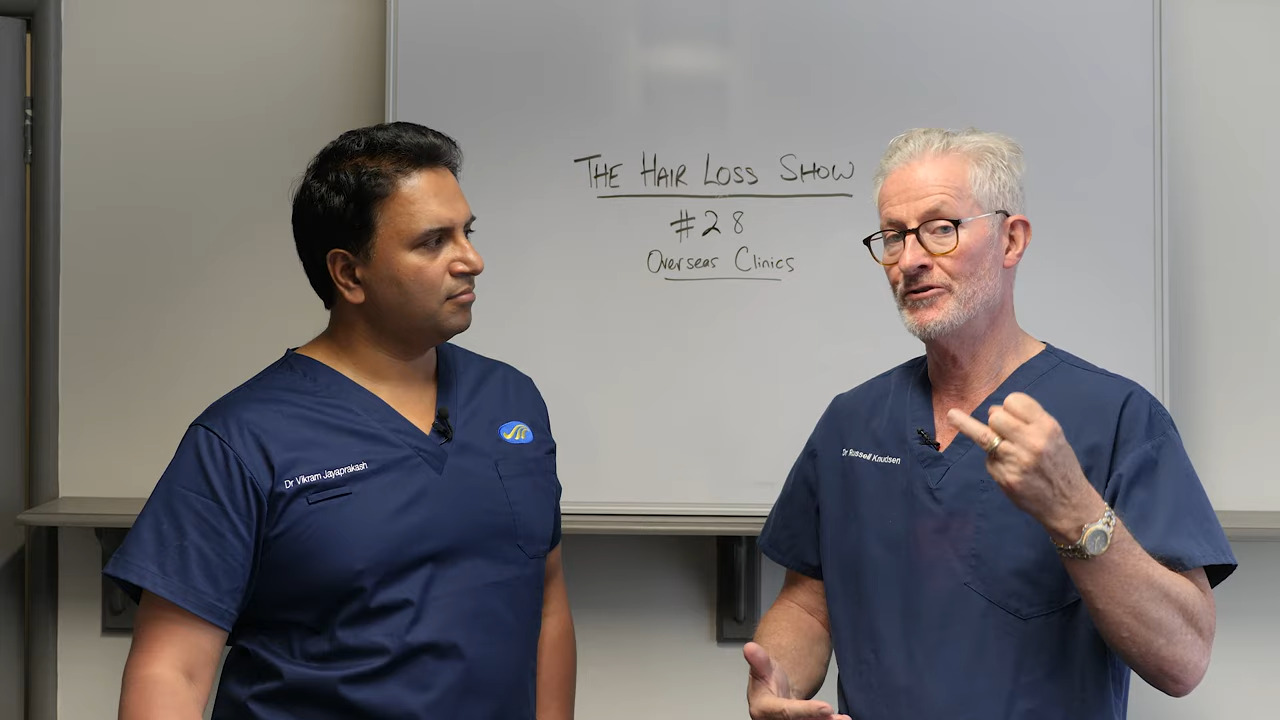 THE HAIR LOSS SHOW
#28
Overseas Clinics
Dr Vikram Jayaprakash
Dr Russell Knudsen